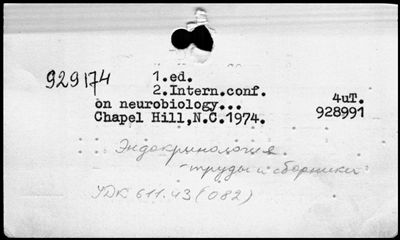 929174
1.ed.
2.Intern.conf.
on neurobiology...
Chapel Hill,N.C.1974.
4иТ.
928991
Эндокринология.
- труды и сборники
УДК 611.43 (082)